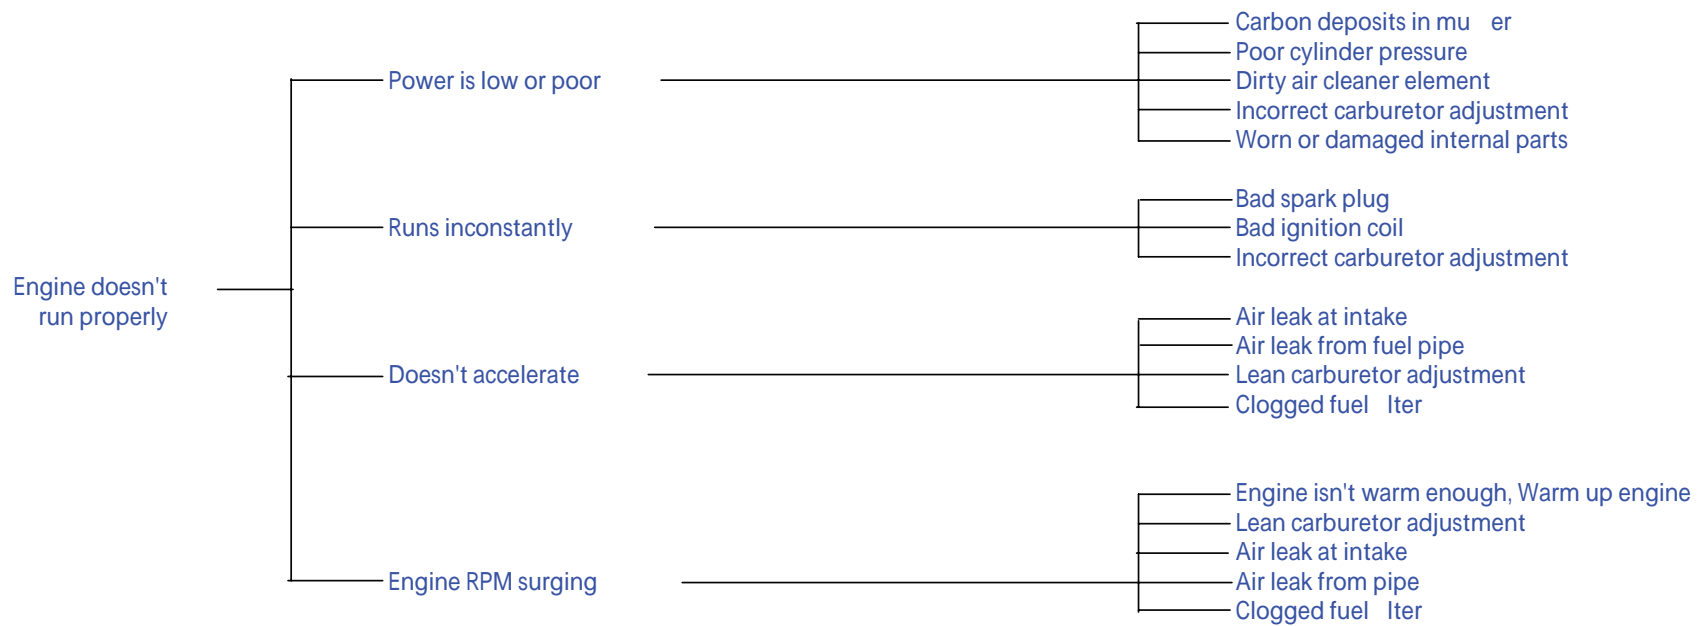 Engine doesn't
run properly
Power is low or poor
Carbon deposits in mu er
Poor cylinder pressure
Dirty air cleaner element
Incorrect carburetor adjustment
Worn or damaged internal parts
Runs inconstantly
Bad spark plug
Bad ignition coil
Incorrect carburetor adjustment
Doesn't accelerate
Air leak at intake
Air leak from fuel pipe
Lean carburetor adjustment
Clogged fuel lter
Engine RPM surging
Engine isn't warm enough, Warm up engine
Lean carburetor adjustment
Air leak at intake
Air leak from pipe
Clogged fuel lter